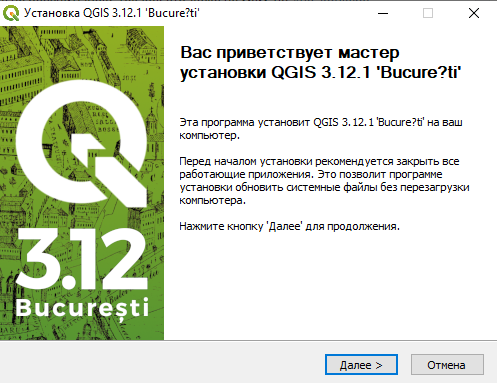 Установка QGIS 3.12.1 'Bucure?ti'
Вас приветствует мастер
установки QGIS 3.12.1 'Bucure?ti'
Эта программа установит QGIS 3.12.1 'Bucure?ti' на ваш
компьютер.
Перед началом установки рекомендуется закрыть все
работающие приложения. Это позволит программе
установки обновить системные файлы без перезагрузки
компьютера.
Нажмите кнопку 'Далее' для продолжения.
3.12
București
Далее >
Отмена